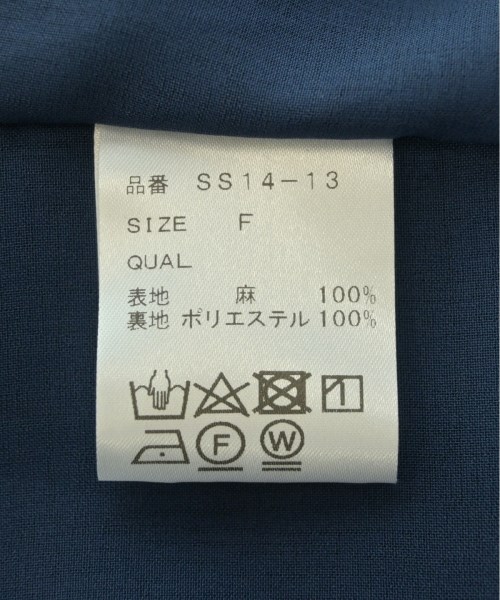 品番 SS14-13
SIZE F
QUAL
表地 麻 100%
裏地 ポリエステル 100%
F W